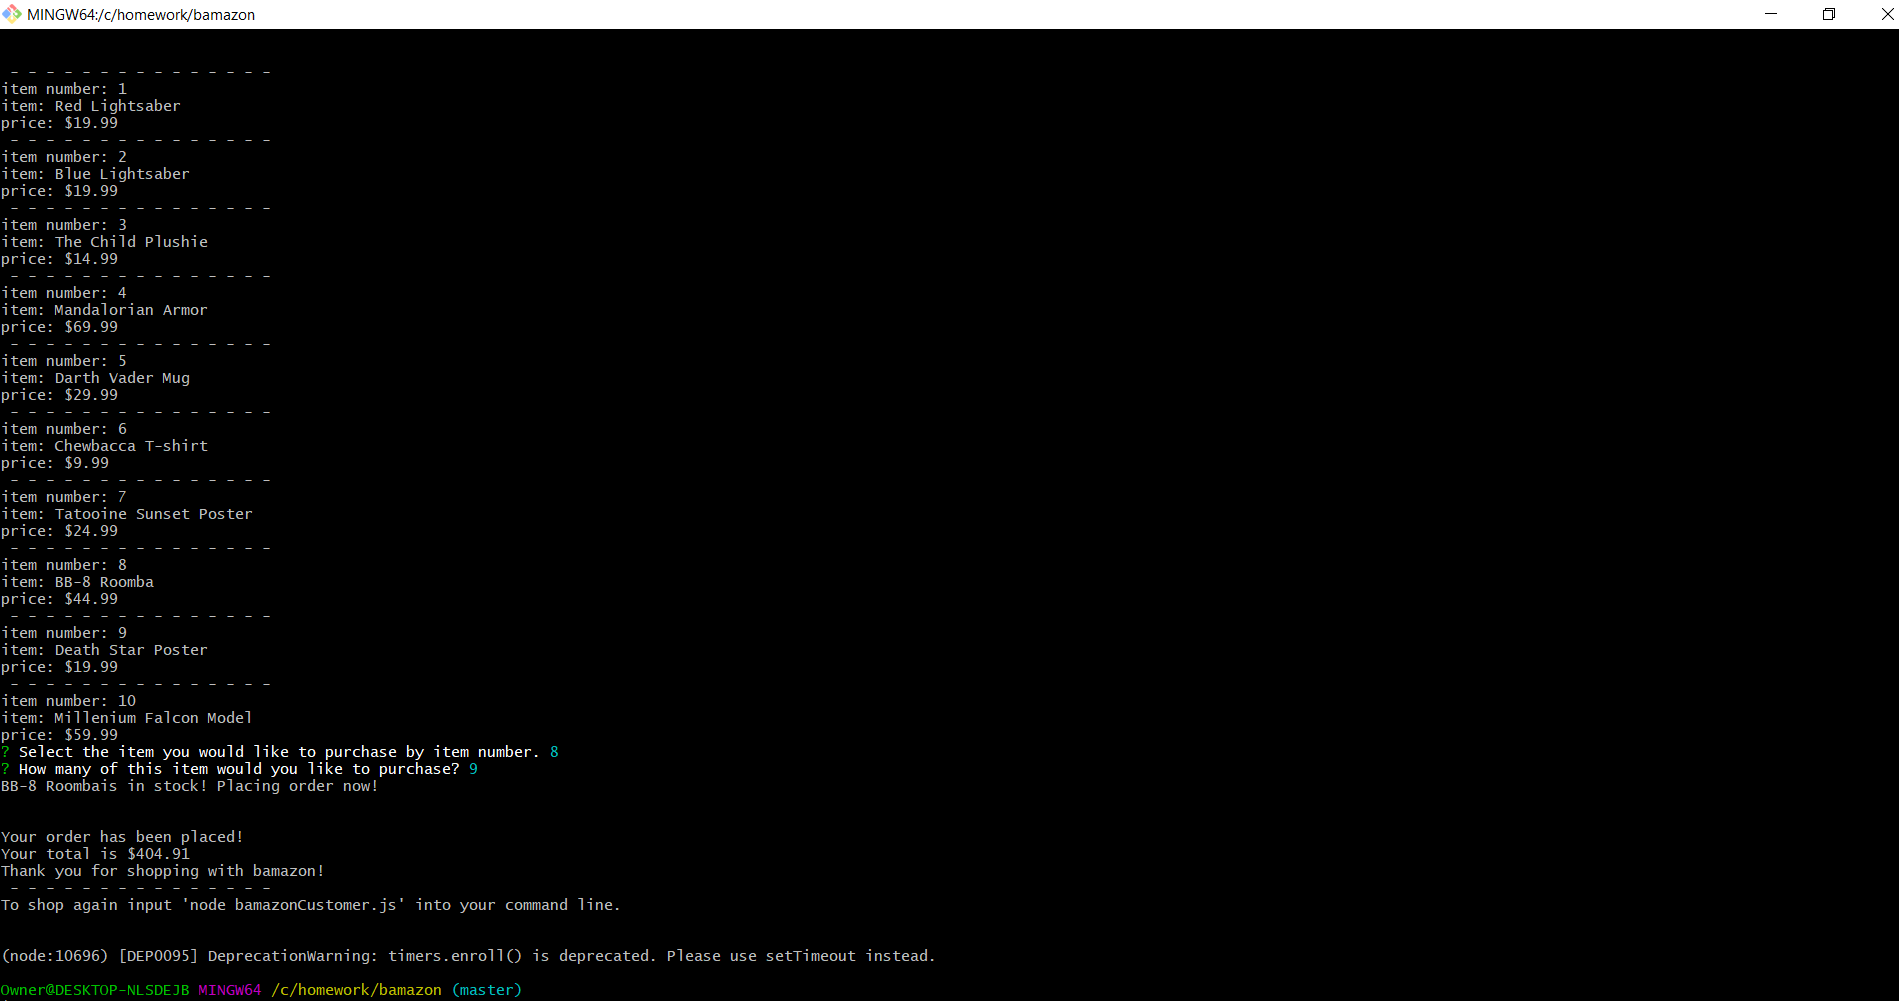 MINGW64:/c/homework/bamazon
- - - - - - - - - - - - - - -
item number: 1
item: Red Lightsaber
price: $19.99
- - - - - - - - - - - - - - -
item number: 2
item: Blue Lightsaber
price: $19.99
- - - - - - - - - - - - - - -
item number: 3
item: The Child Plushie
price: $14.99
- - - - - - - - - - - - - - -
item number: 4
item: Mandalorian Armor
price: $69.99
- - - - - - - - - - - - - - -
item number: 5
item: Darth Vader Mug
price: $29.99
- - - - - - - - - - - - - - -
item number: 6
item: Chewbacca T-shirt
price: $9.99
- - - - - - - - - - - - - - -
item number: 7
item: Tatooine Sunset Poster
price: $24.99
- - - - - - - - - - - - - - -
item number: 8
item: BB-8 Roomba
price: $44.99
- - - - - - - - - - - - - - -
item number: 9
item: Death Star Poster
price: $19.99
- - - - - - - - - - - - - - -
item number: 10
item: Millenium Falcon Model
price: $59.99
? Select the item you would like to purchase by item number. 8
? How many of this item would you like to purchase? 9
BB-8 Roombais in stock! Placing order now!
Your order has been placed!
Your total is $404.91
Thank you for shopping with bamazon!
- - - - - - - - - - - - - - -
To shop again input 'node bamazonCustomer.js' into your command line.
(node:10696) [DEP0095] DeprecationWarning: timers.enroll() is deprecated. Please use setTimeout instead.
Owner@DESKTOP-NLSDEJB MINGW64 /c/homework/bamazon (master)